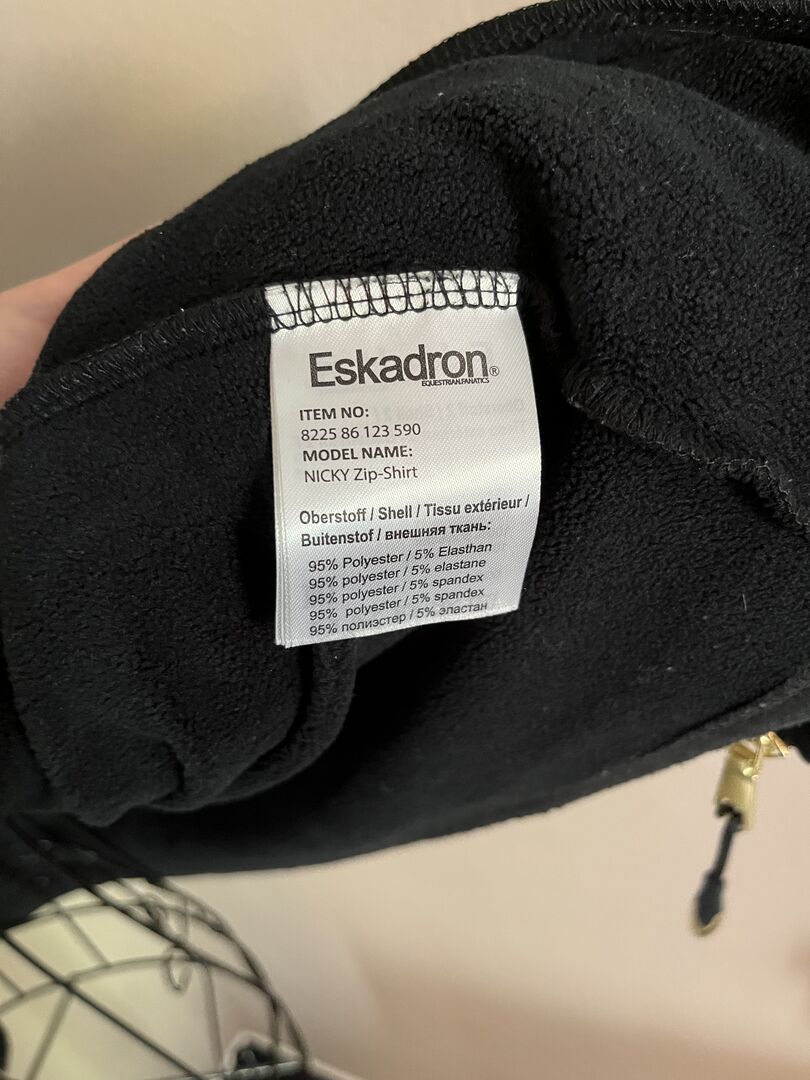 Eskadron®
EQUESTRIAN.FANATICS
ITEM NO:
8225 86 123 590
MODEL NAME:
NICKY Zip-Shirt
Oberstoff / Shell / Tissu extérieur /
Buitenstof / внешняя ткань:
95% Polyester / 5% Elasthan
95% polyester / 5% elastane
95% polyester / 5% spandex
95% polyester / 5% spandex
95% полиэстер / 5% эластан